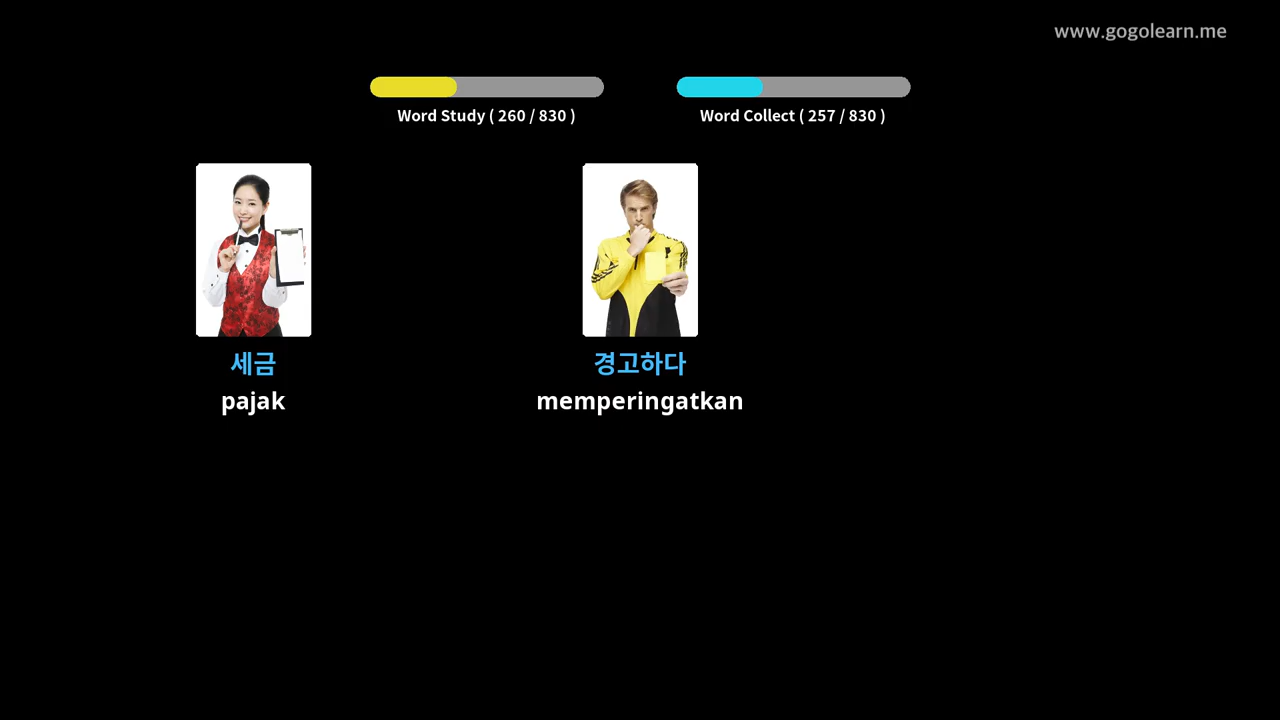 www.gogolearn.me
Word Study ( 260 / 830 )
Word Collect ( 257 / 830 )
세금
pajak
경고하다
memperingatkan